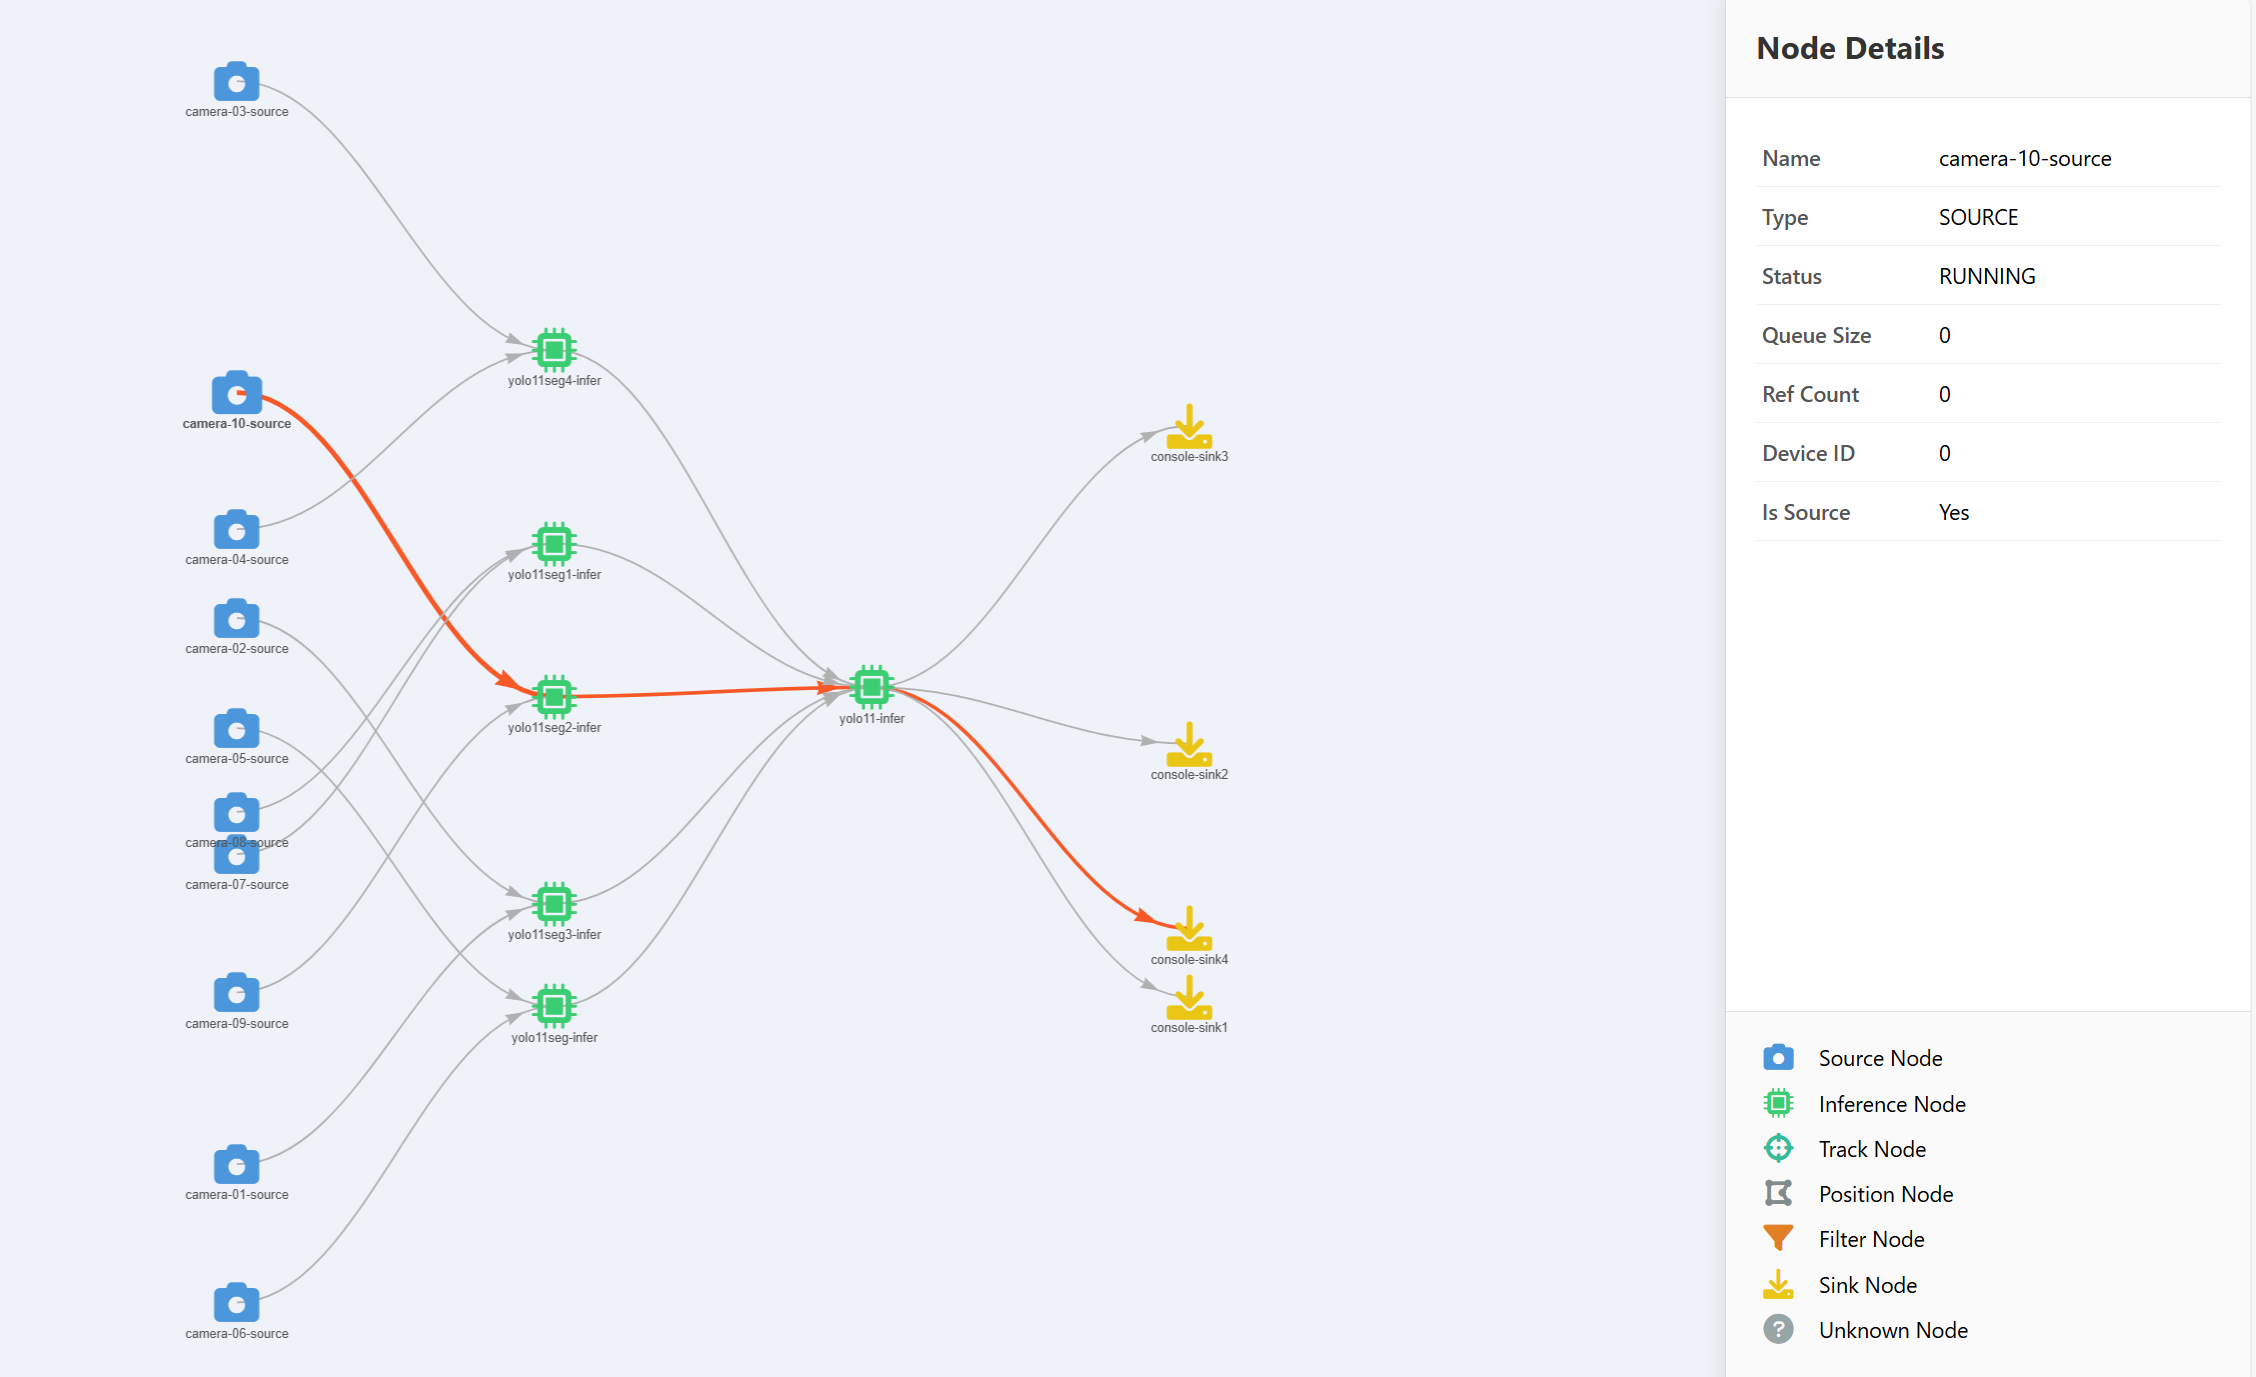 camera-03-source
camera-10-source
camera-04-source
camera-02-source
camera-05-source
camera-08-source
camera-07-source
camera-09-source
camera-01-source
camera-06-source
yolo11seg4-infer
yolo11seg1-infer
yolo11seg2-infer
yolo11seg3-infer
yolo11seg-infer
yolo11-infer
console-sink3
console-sink2
console-sink4
console-sink1
Node Details
Name camera-10-source
Type SOURCE
Status RUNNING
Queue Size 0
Ref Count 0
Device ID 0
Is Source Yes
Source Node
Inference Node
Track Node
Position Node
Filter Node
Sink Node
? Unknown Node